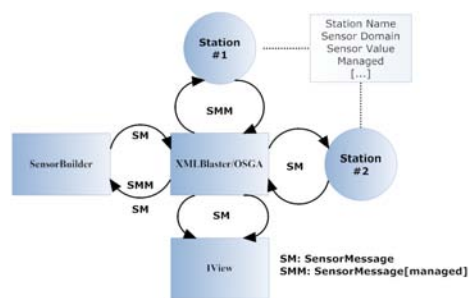 Station
#1
Station Name
Sensor Domain
Sensor Value
Managed
[...]
SMM
SM
SensorBuilder
XMLBlaster/OSGA
SM
Station
#2
SMM
SM
SM
IView
SM: SensorMessage
SMM: SensorMessage[managed]